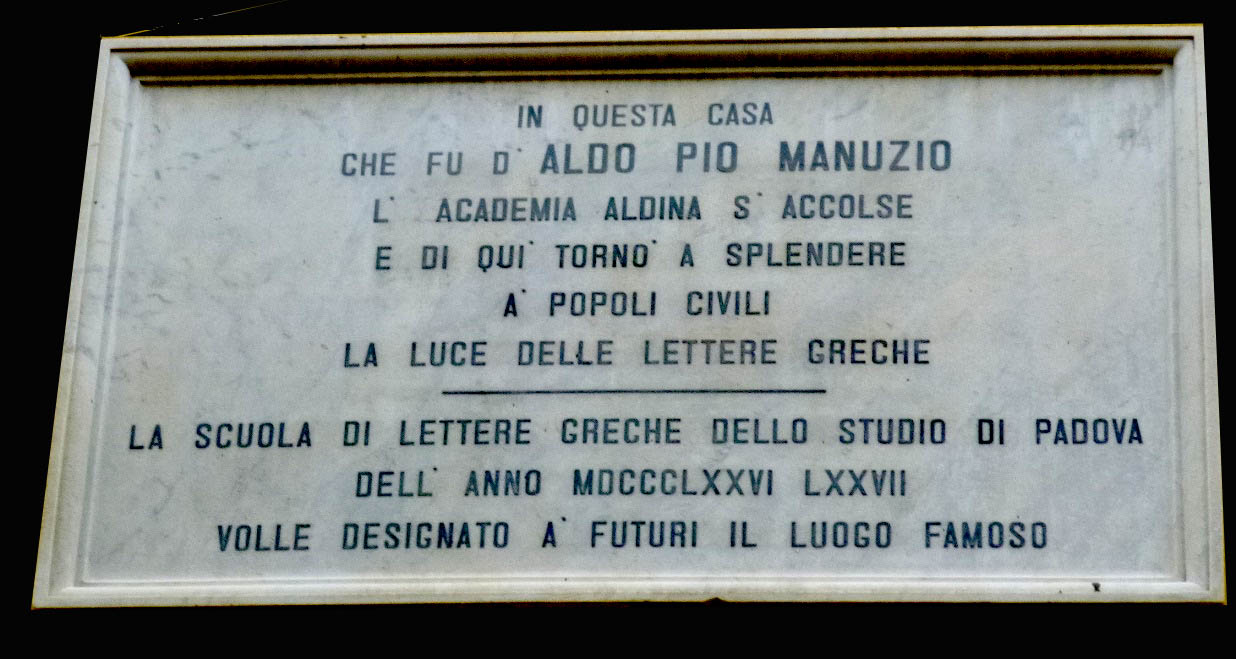 IN QUESTA CASA
CHE FU D'ALDO PIO MANUZIO
L' ACADEMIA ALDINA S' ACCOLSE
E DI QUI' TORNO' A SPLENDERE
A' POPOLI CIVILI
LA LUCE DELLE LETTERE GRECHE
LA SCUOLA DI LETTERE GRECHE DELLO STUDIO DI PADOVA
DELL' ANNO MDCCCLXXVI LXXVII
VOLLE DESIGNATO A' FUTURI IL LUOGO FAMOSO